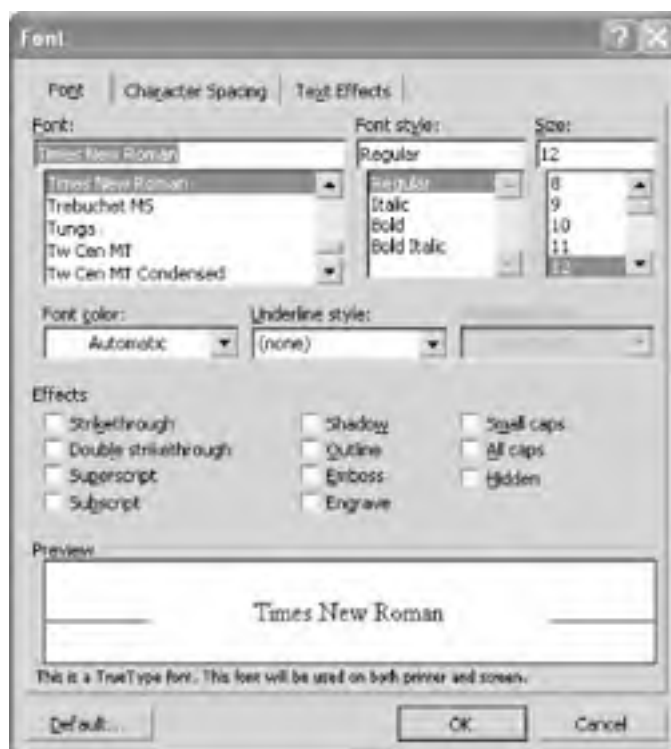 Font
Font Character Spacing Text Effects
Font: Font style: Size:
Times New Roman Regular 12
Times New Roman Regular 8
Trebuchet MS Italic 9
Tunga Bold 10
Tw Cen MT Bold Italic 11
Tw Cen MT Condensed 12
Font color: Underline style:
Automatic (none)
Effects
Strikethrough Shadow Small caps
Double strikethrough Outline All caps
Superscript Emboss Hidden
Subscript Engrave
Preview
Times New Roman
This is a TrueType font. This font will be used on both printer and screen.
Default... OK Cancel